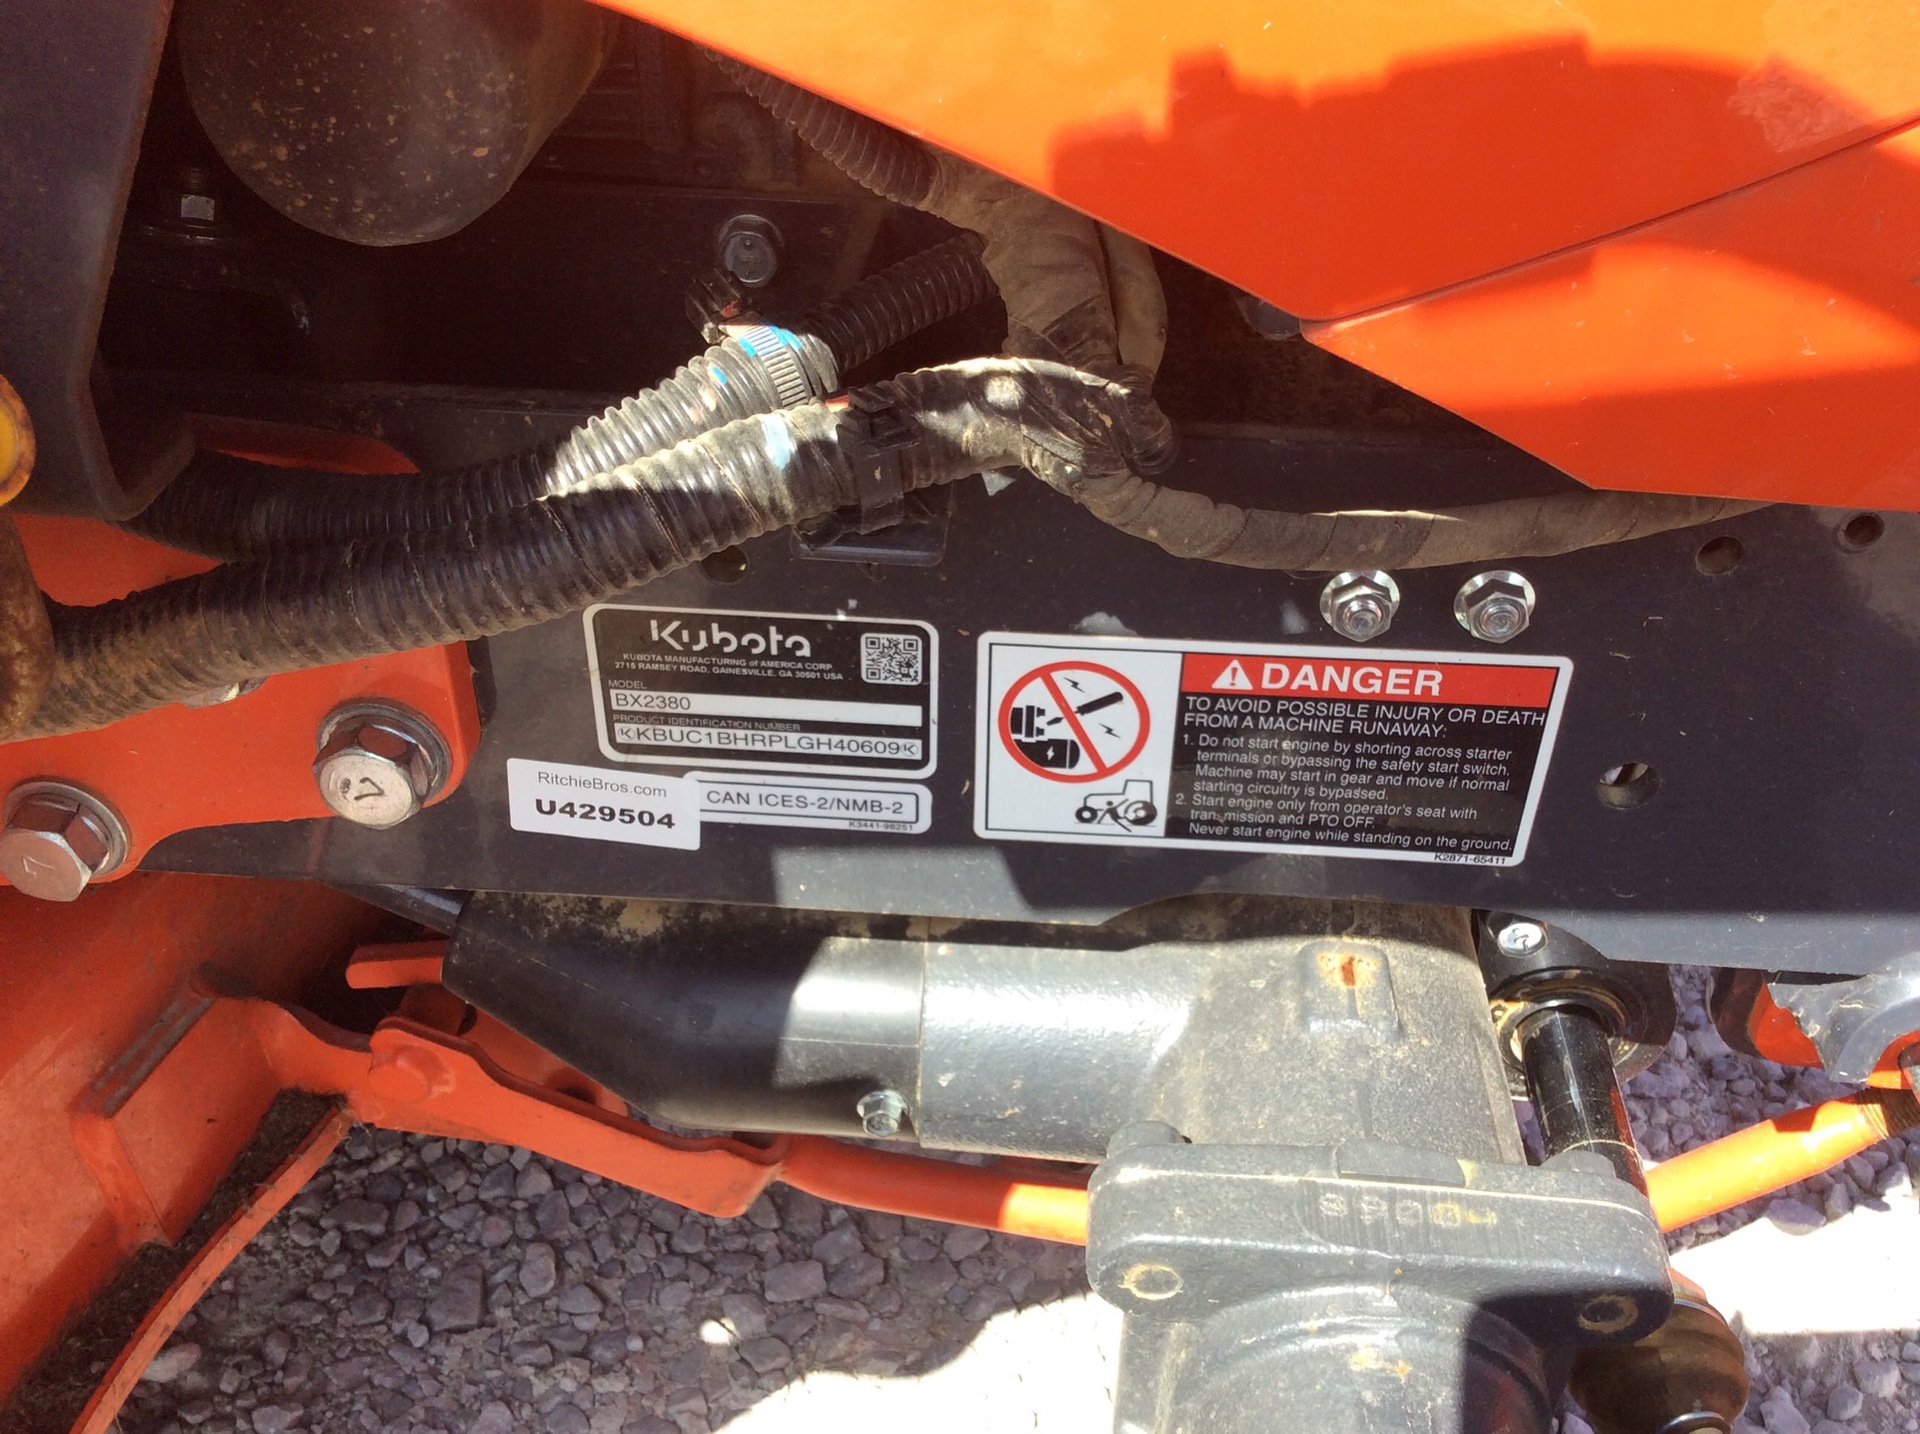 Kubota
KUBOTA MANUFACTURING of AMERICA CORP.
2715 RAMSEY ROAD, GAINESVILLE, GA 30501 USA
MODEL
BX2380
PRODUCT IDENTIFICATION NUMBER
KBUC1BHRPLGH40609
RitchieBros.com
U429504
CAN ICES-2/NMB-2
K3441-98251
DANGER
TO AVOID POSSIBLE INJURY OR DEATH
FROM A MACHINE RUNAWAY:
1. Do not start engine by shorting across starter
terminals or bypassing the safety start switch.
Machine may start in gear and move if normal
starting circuitry is bypassed.
2. Start engine only from operator's seat with
tran mission and PTO OFF.
Never start engine while standing on the ground.
K2871-65411